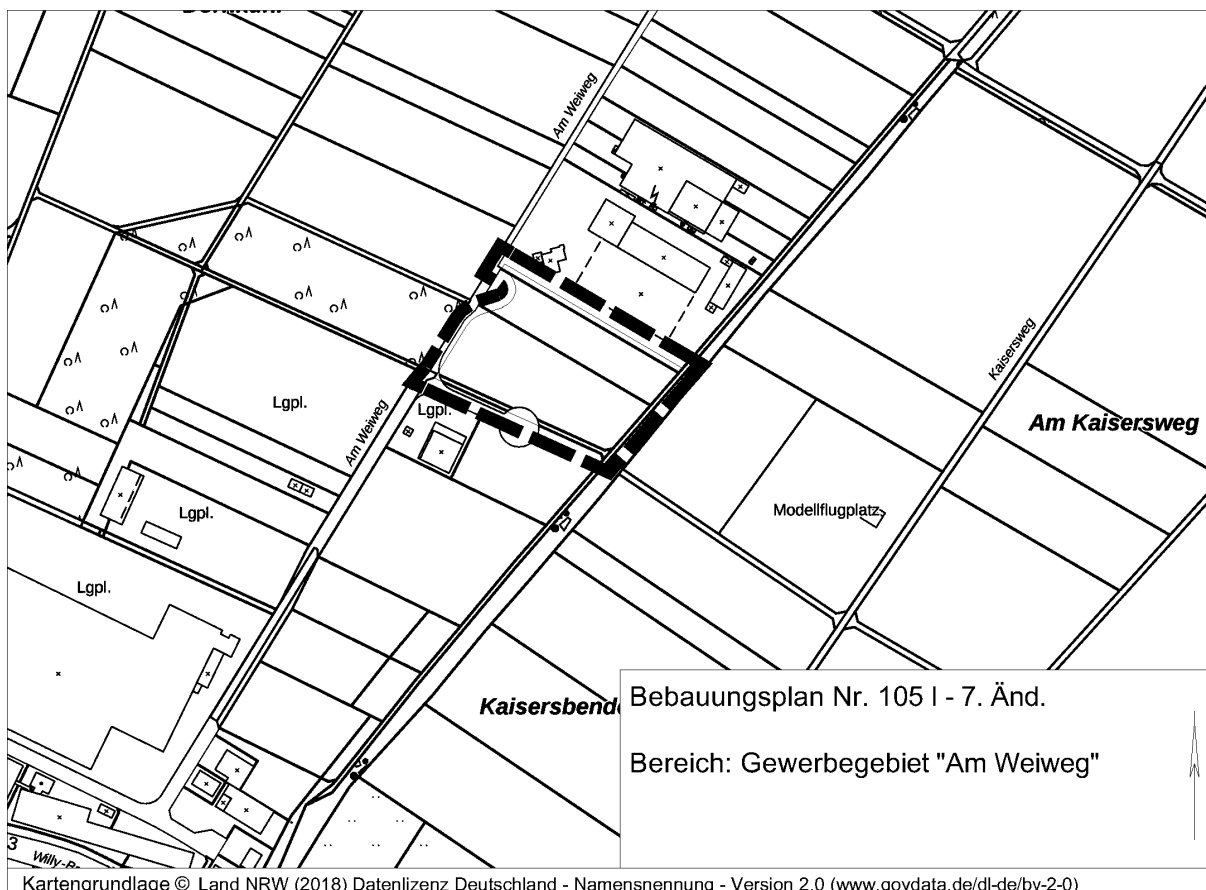 Am Weiweg
Kaisersweg
Am Kaisersweg
Lgpl.
Lgpl.
Am Weiweg
Modellflugplatz
Lgpl.
Lgpl.
Kaisersbend
Bebauungsplan Nr. 105 I - 7. Änd.
Bereich: Gewerbegebiet "Am Weiweg"
3
Kartengrundlage © Land NRW (2018) Datenlizenz Deutschland - Namensnennung - Version 2.0 (www.govdata.de/dl-de/by-2-0)